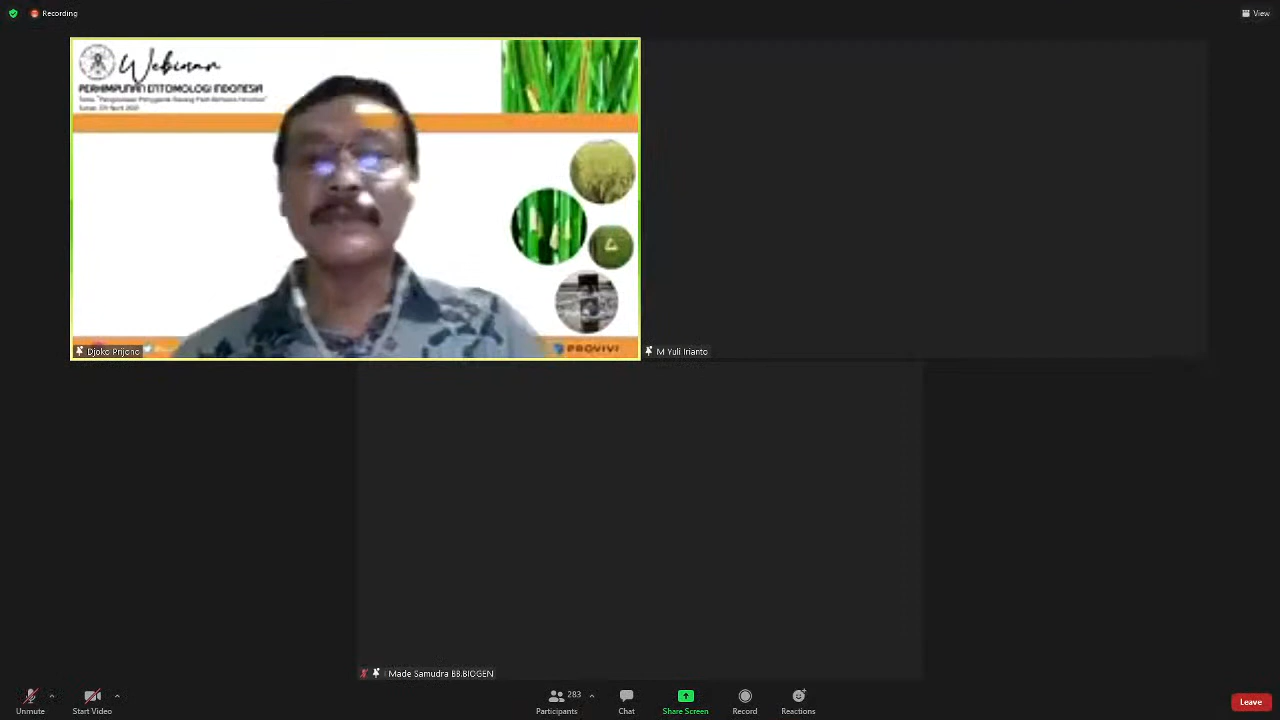 Recording
View
Webinar
PERHIMPUNAN ENTOMOLOGI INDONESIA
Djoko Prijono
PROVIVI
M Yuli Irianto
I Made Samudra BB.BIOGEN
Unmute
Start Video
283
Participants
Chat
Share Screen
Record
Reactions
Leave